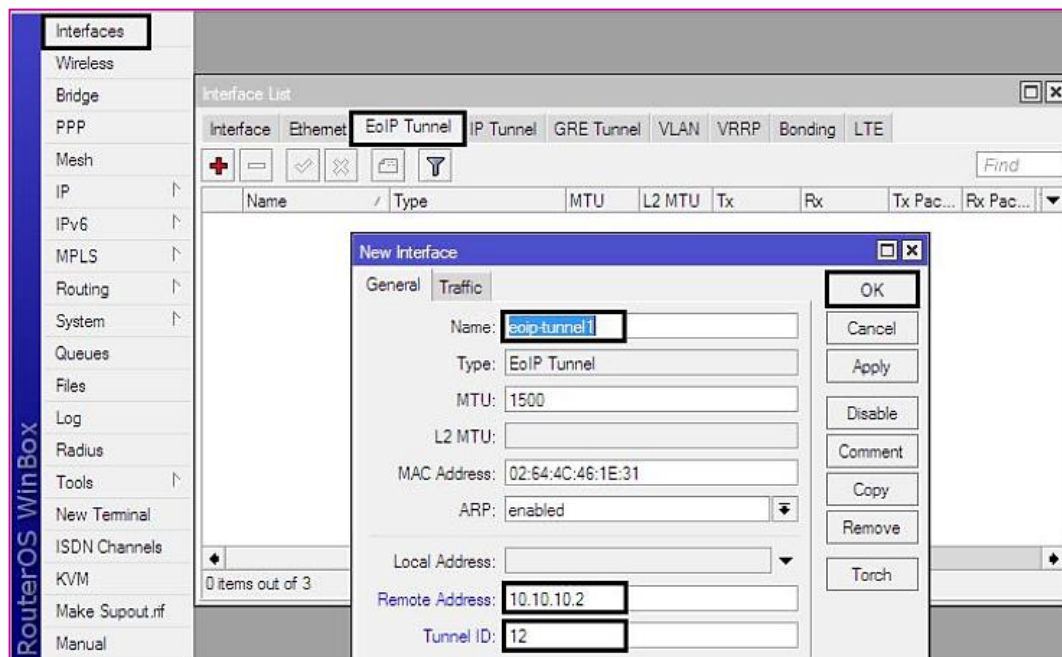 Interfaces
Wireless
Bridge
PPP
Mesh
IP
IPv6
MPLS
Routing
System
Queues
Files
Log
Radius
Tools
New Terminal
ISDN Channels
KVM
Make Supout.rif
Manual
RouterOS WinBox
Interface List
Interface Ethernet EoIP Tunnel IP Tunnel GRE Tunnel VLAN VRRP Bonding LTE
Find
Name / Type MTU L2 MTU Tx Rx Tx Pac... Rx Pac...
0 items out of 3
New Interface
General Traffic
Name: eoip-tunnel1
Type: EoIP Tunnel
MTU: 1500
L2 MTU:
MAC Address: 02:64:4C:46:1E:31
ARP: enabled
Local Address:
Remote Address: 10.10.10.2
Tunnel ID: 12
OK
Cancel
Apply
Disable
Comment
Copy
Remove
Torch